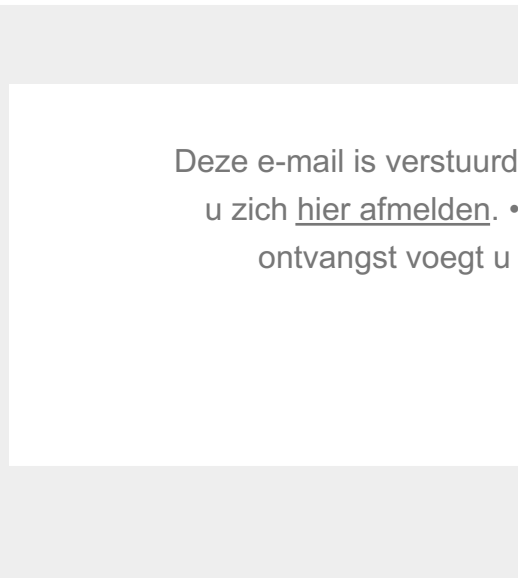 Deze e-mail is verstuurd
u zich hier afmelden. •
ontvangst voegt u